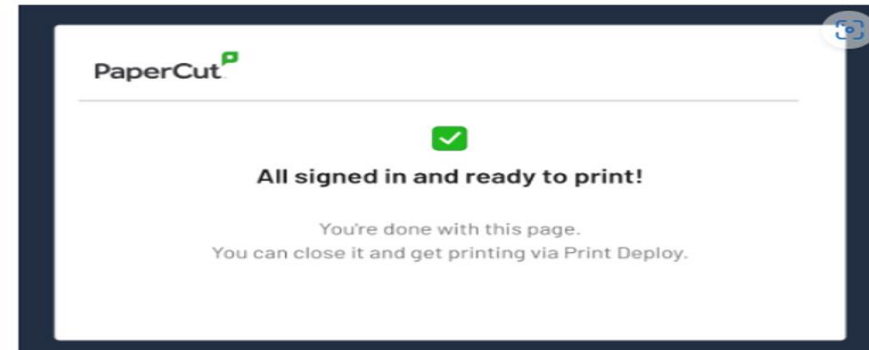 PaperCut
All signed in and ready to print!
You're done with this page.
You can close it and get printing via Print Deploy.